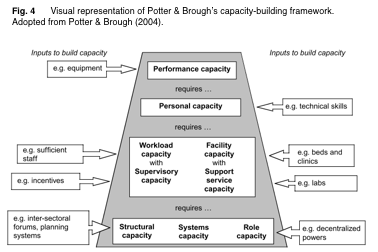 Fig. 4 Visual representation of Potter & Brough's capacity-building framework.
Adopted from Potter & Brough (2004).
Inputs to build capacity
Inputs to build capacity
e.g. equipment
Performance capacity
requires ...
Personal capacity
e.g. technical skills
requires ...
e.g. sufficient
staff
e.g. incentives
Workload
capacity
with
Supervisory
capacity
Facility
capacity
with
Support
service
capacity
e.g. beds and
clinics
e.g. labs
requires ...
e.g. inter-sectoral
forums, planning
systems
Structural
capacity
Systems
capacity
Role
capacity
e.g. decentralized
powers